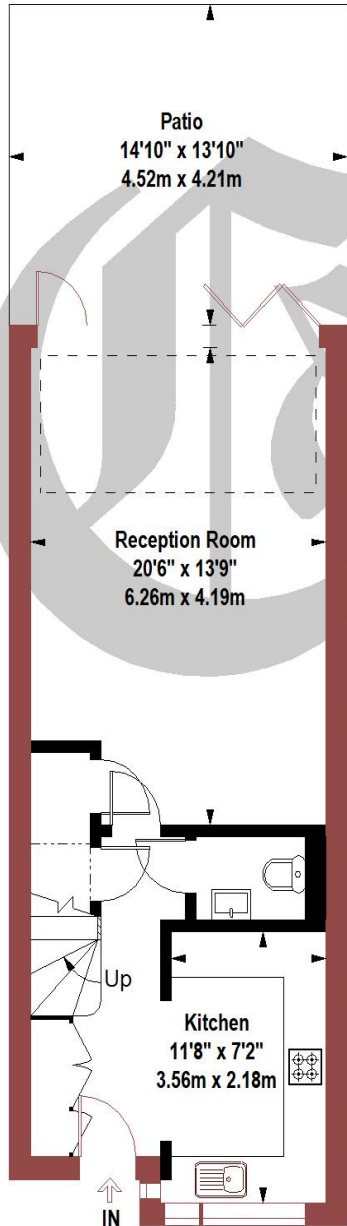 Patio
14'10" x 13'10"
4.52m x 4.21m
Reception Room
20'6" x 13'9"
6.26m x 4.19m
Up
Kitchen
11'8" x 7'2"
3.56m x 2.18m
IN